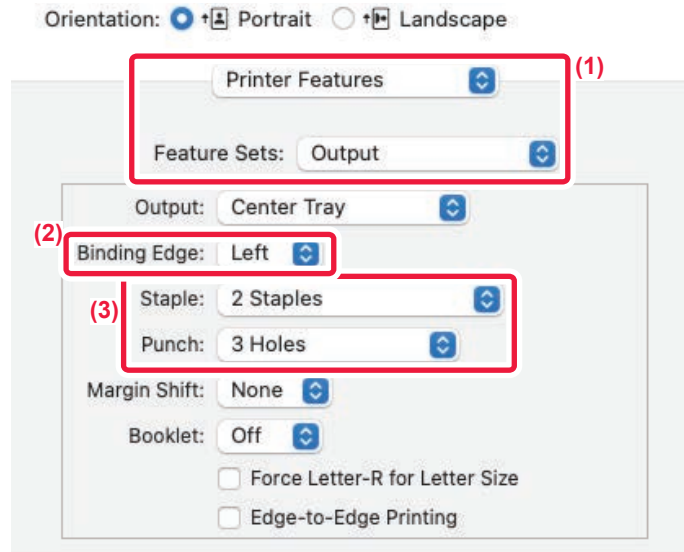 Orientation: Portrait Landscape
(1)
Printer Features
Feature Sets: Output
Output: Center Tray
(2)
Binding Edge: Left
(3)
Staple: 2 Staples
Punch: 3 Holes
Margin Shift: None
Booklet: Off
Force Letter-R for Letter Size
Edge-to-Edge Printing